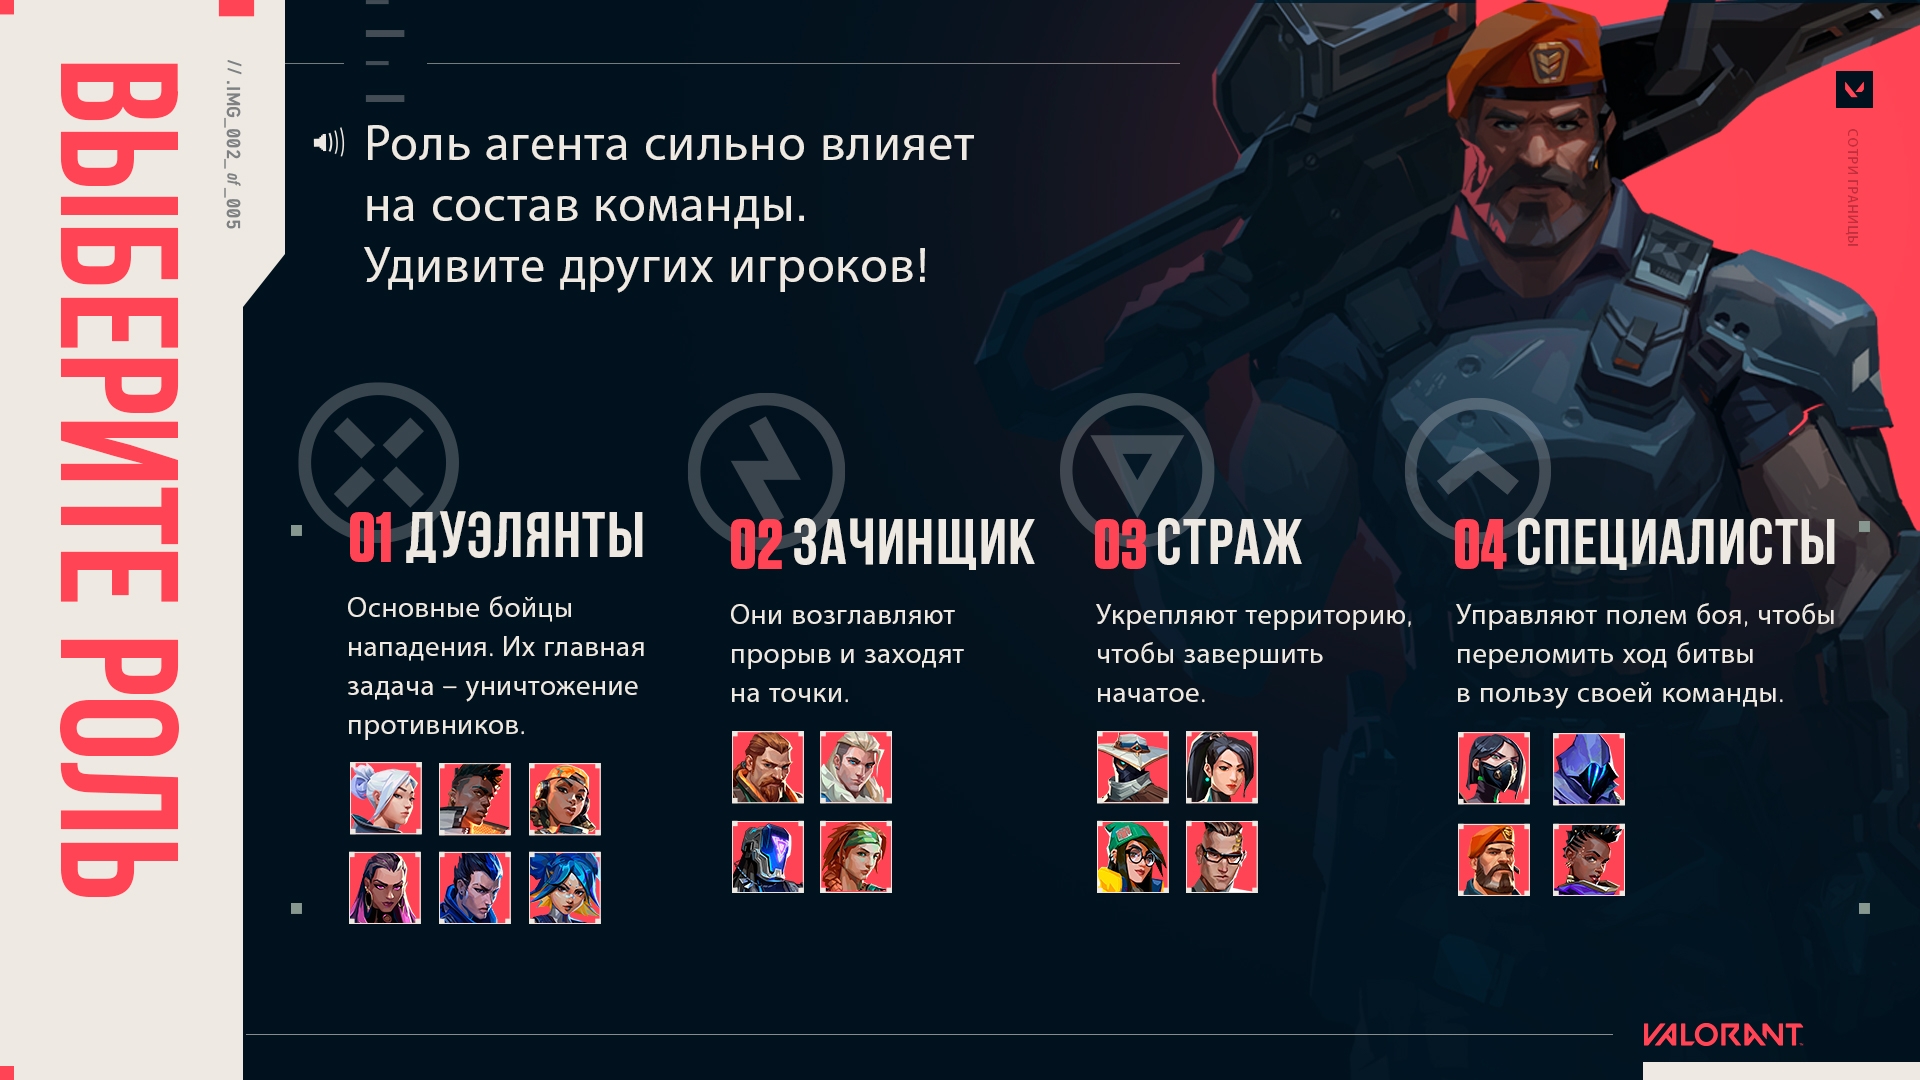 ВЫБЕРИТЕ РОЛЬ
// .IMG_002_of_005
Роль агента сильно влияет
на состав команды.
Удивите других игроков!
СОТРИ ГРАНИЦЫ
01 ДУЭЛЯНТЫ
Основные бойцы
нападения. Их главная
задача – уничтожение
противников.
02 ЗАЧИНЩИК
Они возглавляют
прорыв и заходят
на точки.
03 СТРАЖ
Укрепляют территорию,
чтобы завершить
начатое.
04 СПЕЦИАЛИСТЫ
Управляют полем боя, чтобы
переломить ход битвы
в пользу своей команды.
VALORANT